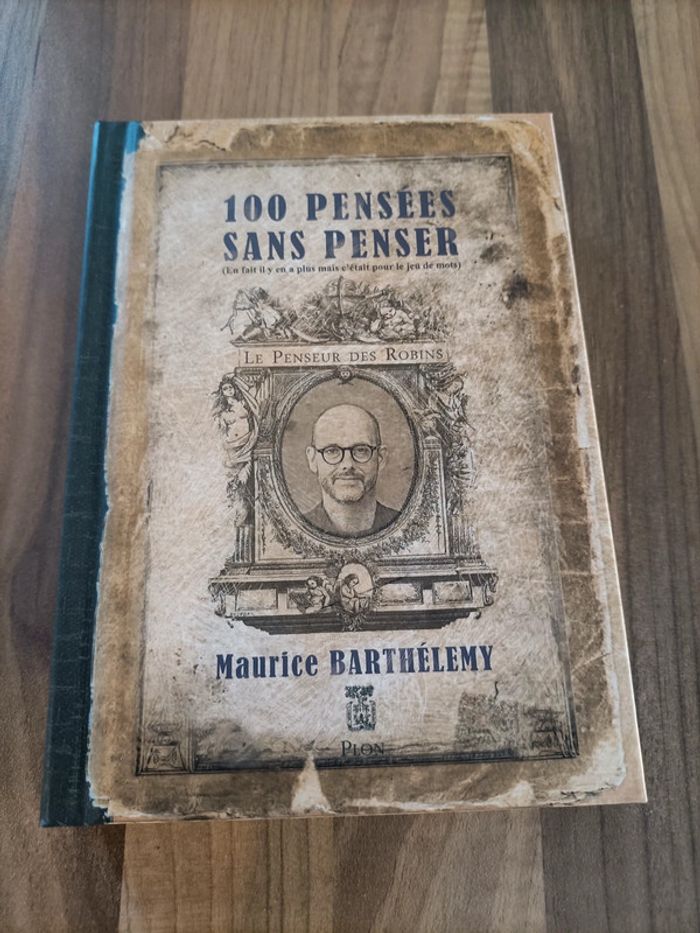 100 PENSÉES
SANS PENSER
(En fait il y en a plus mais c'était pour le jeu de mots)
LE PENSEUR DES ROBINS
MAURICE BARTHÉLEMY
PLON